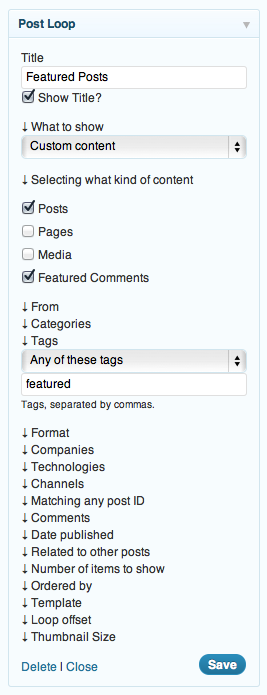 Post Loop
Title
Featured Posts
Show Title?
↓ What to show
Custom content
↓ Selecting what kind of content
Posts
Pages
Media
Featured Comments
↓ From
↓ Categories
↓ Tags
Any of these tags
featured
Tags, separated by commas.
↓ Format
↓ Companies
↓ Technologies
↓ Channels
↓ Matching any post ID
↓ Comments
↓ Date published
↓ Related to other posts
↓ Number of items to show
↓ Ordered by
↓ Template
↓ Loop offset
↓ Thumbnail Size
Delete | Close Save